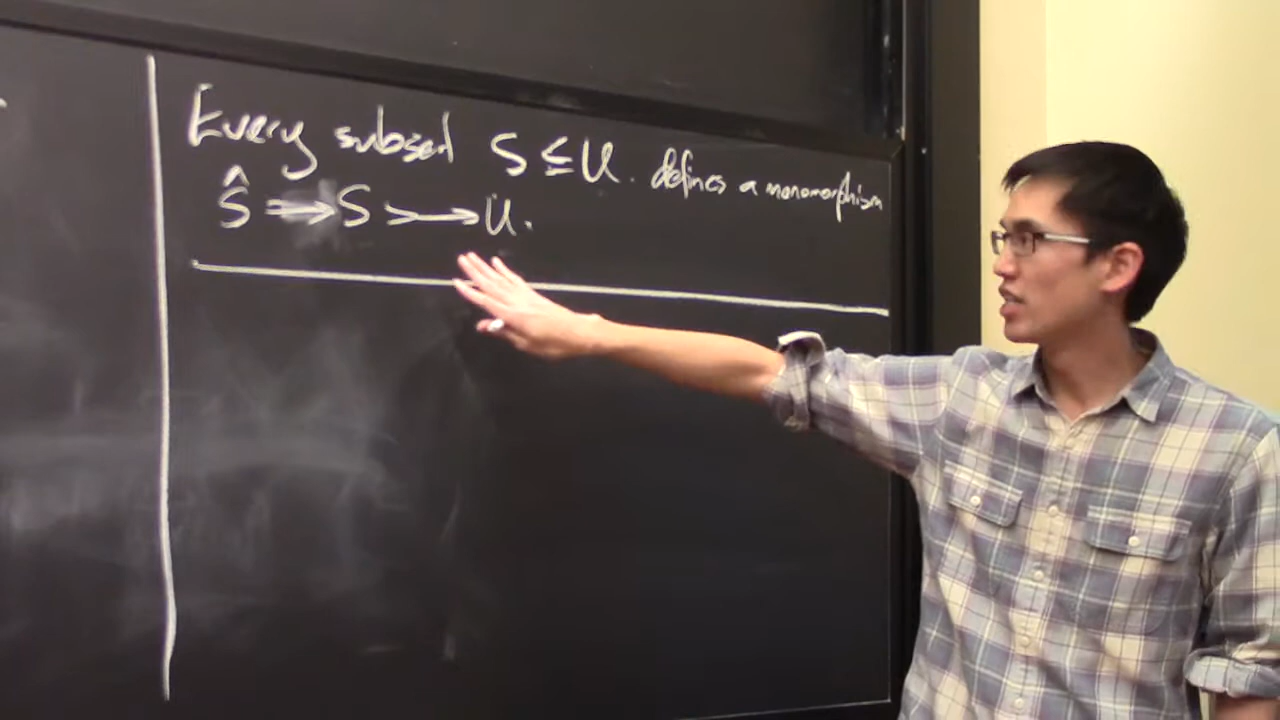 Every subset S ⊆ U. defines a monomorphism
Ŝ ⇒ S ↣ U.